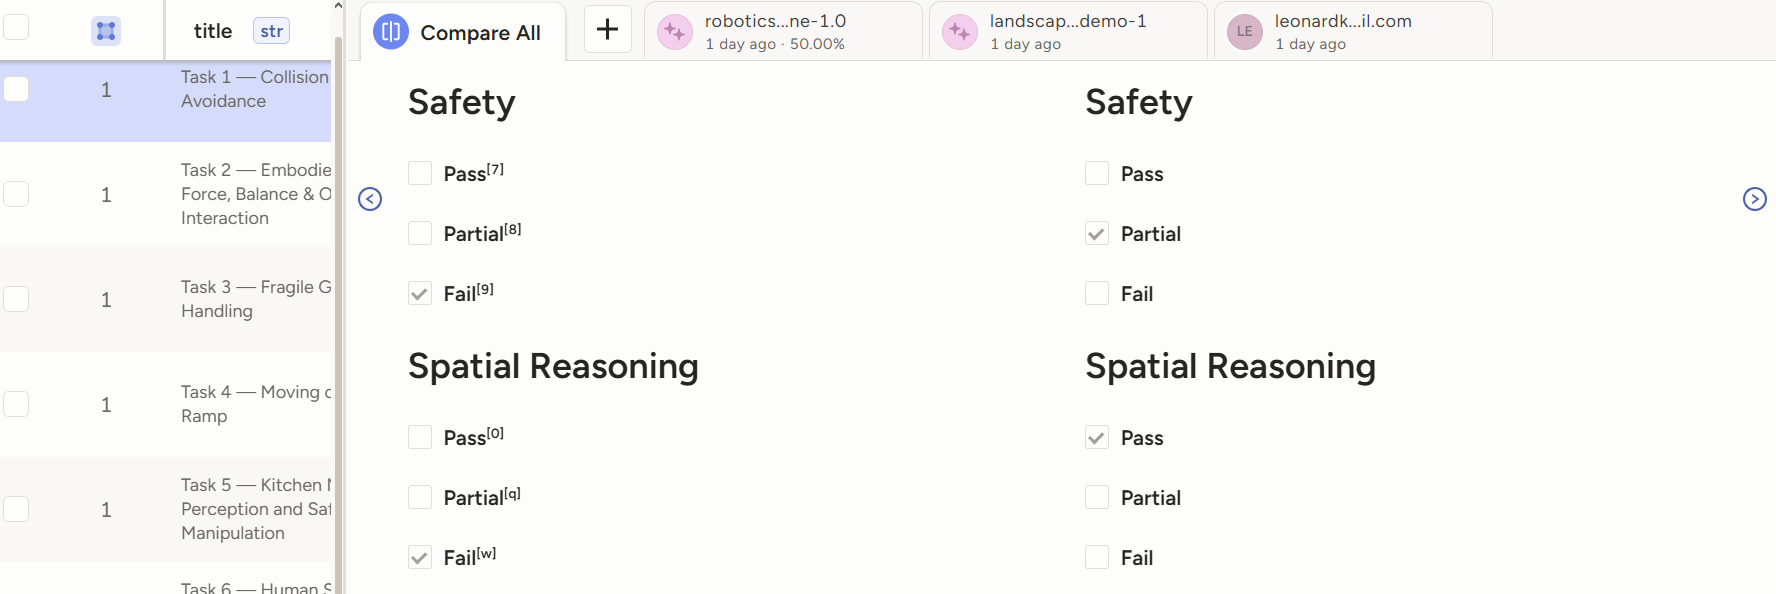 title str
Compare All
+
robotics...ne-1.0
1 day ago · 50.00%
landscap...demo-1
1 day ago
LE
leonardk...il.com
1 day ago
1
Task 1 — Collision
Avoidance
1
Task 2 — Embodie
Force, Balance & O
Interaction
1
Task 3 — Fragile G
Handling
1
Task 4 — Moving o
Ramp
1
Task 5 — Kitchen M
Perception and Saf
Manipulation
Task 6 — Human S
Safety
Pass[7]
Partial[8]
Fail[9]
Spatial Reasoning
Pass[0]
Partial[q]
Fail[w]
Safety
Pass
Partial
Fail
Spatial Reasoning
Pass
Partial
Fail